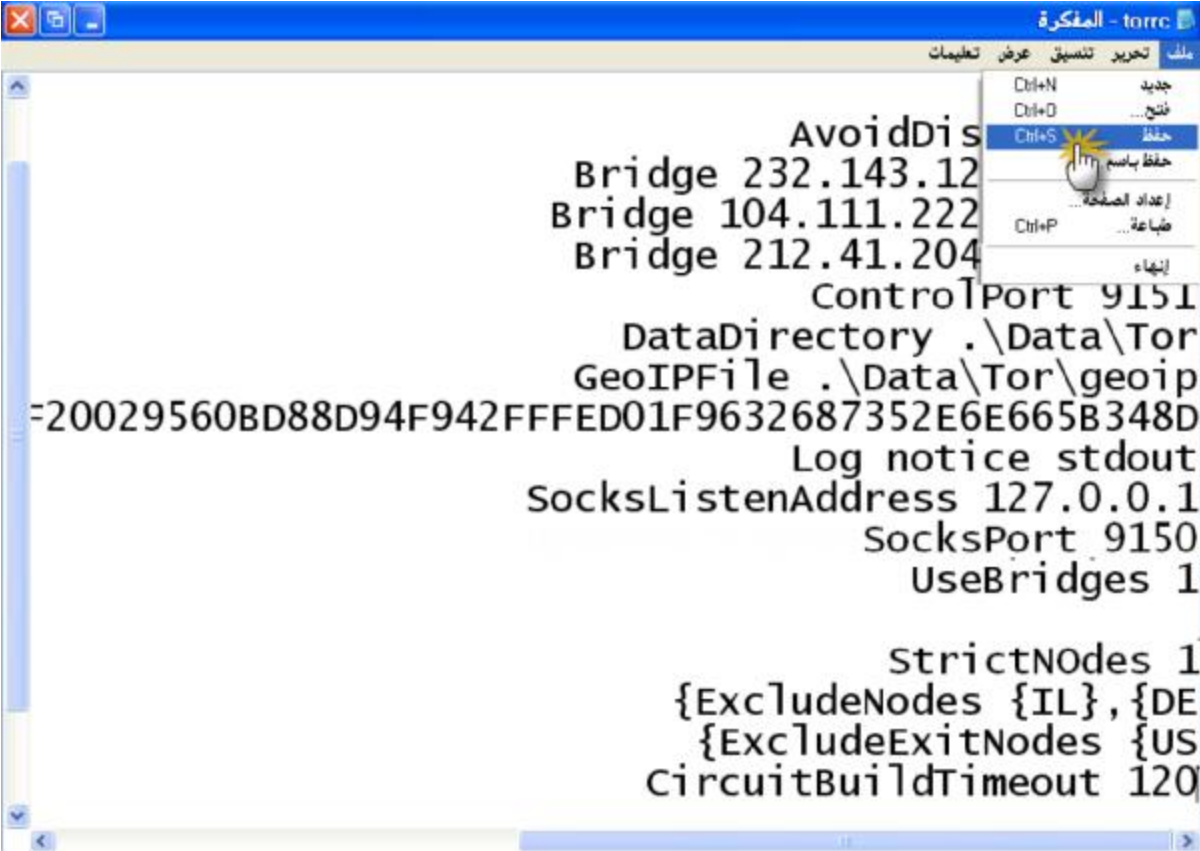 torrc - المفكرة
ملف تحرير تنسيق عرض تعليمات
جديد Ctrl+N
فتح... Ctrl+O
حفظ Ctrl+S
حفظ باسم
إعداد الصفحة...
طباعة... Ctrl+P
إنهاء
AvoidDis
Bridge 232.143.12
Bridge 104.111.222
Bridge 212.41.204
ControlPort 9151
DataDirectory .\Data\Tor
GeoIPFile .\Data\Tor\geoip
F20029560BD88D94F942FFFED01F9632687352E6E665B348D
Log notice stdout
SocksListenAddress 127.0.0.1
SocksPort 9150
UseBridges 1
StrictNOdes 1
{ExcludeNodes {IL},{DE
{ExcludeExitNodes {US
CircuitBuildTimeout 120